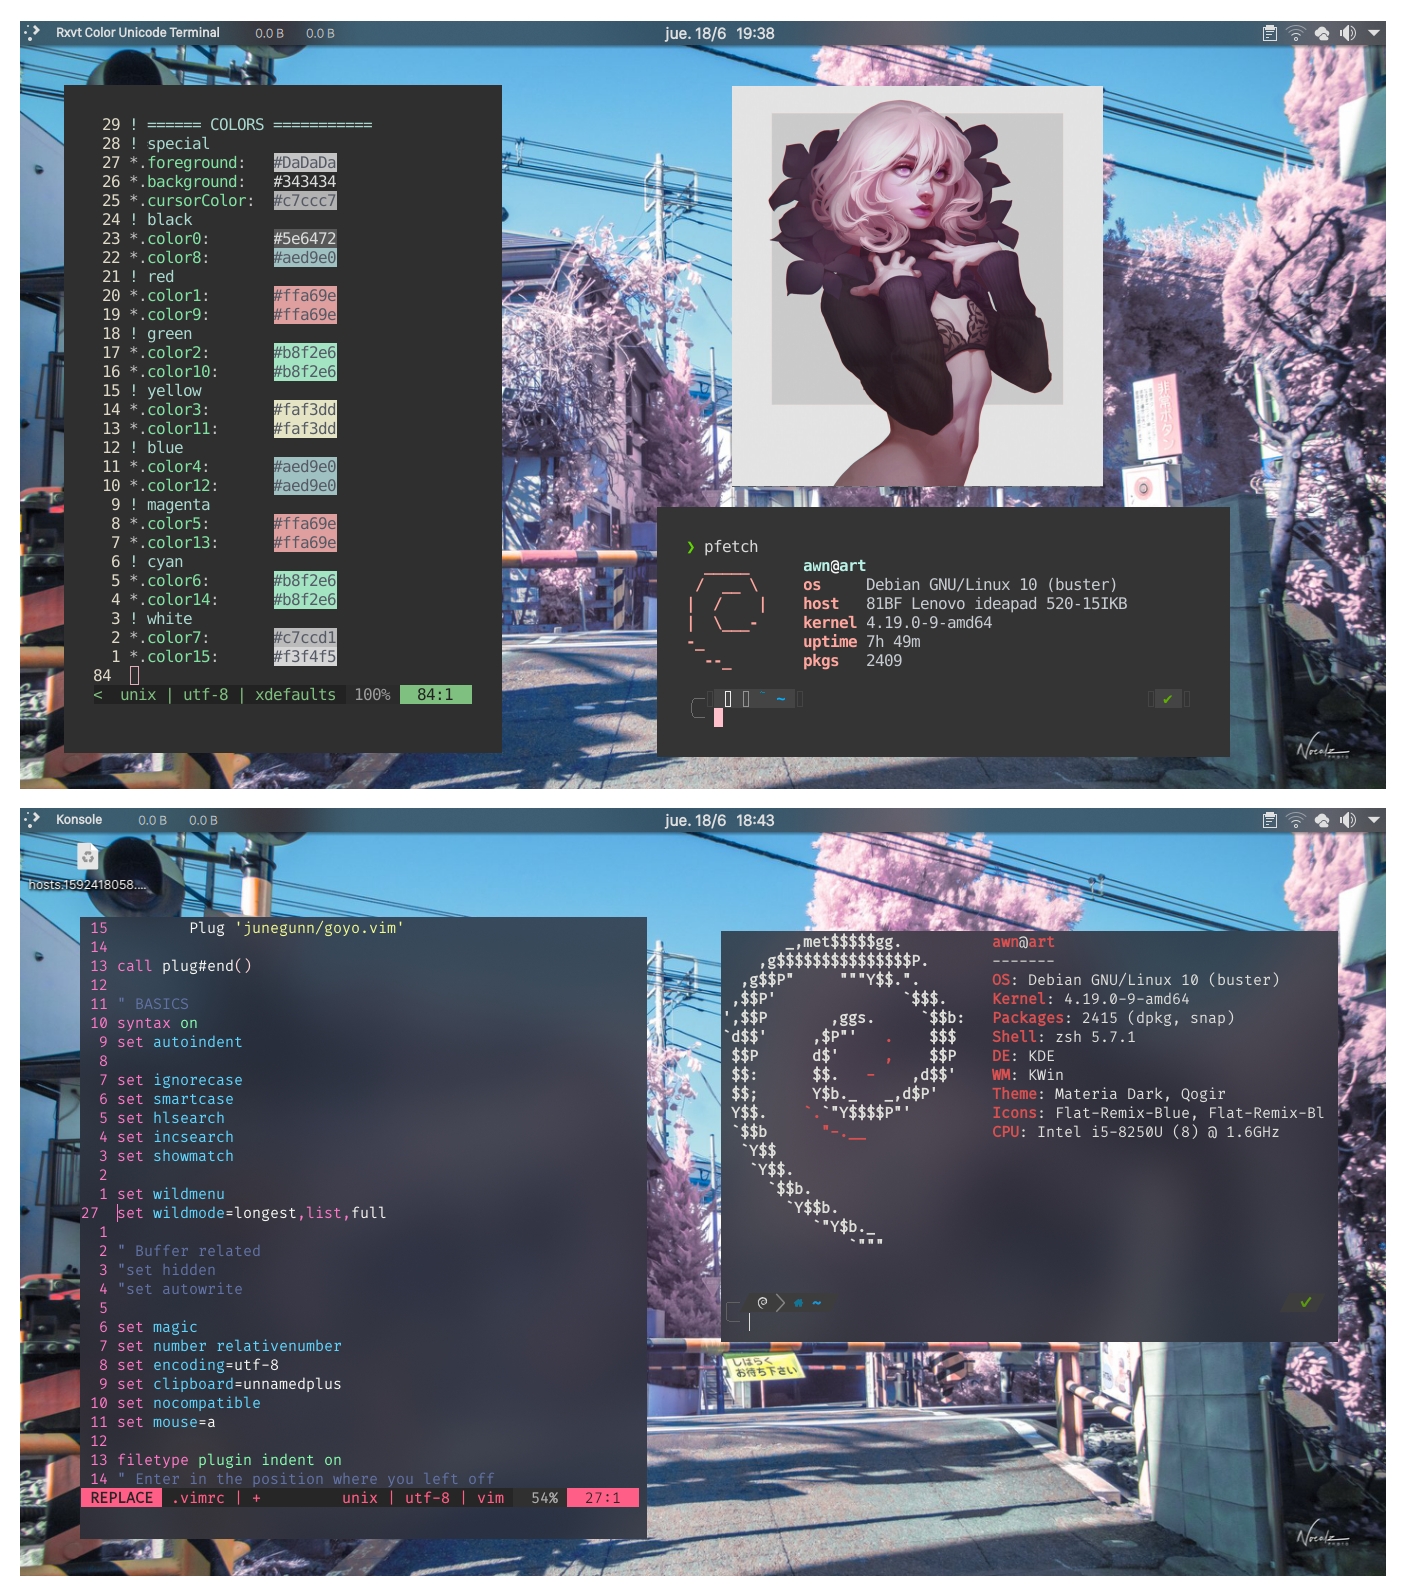 Rxvt Color Unicode Terminal 0.0 B 0.0 B jue. 18/6 19:38
29 ! ====== COLORS ===========
28 ! special
27 *.foreground: #DaDaDa
26 *.background: #343434
25 *.cursorColor: #c7ccc7
24 ! black
23 *.color0: #5e6472
22 *.color8: #aed9e0
21 ! red
20 *.color1: #ffa69e
19 *.color9: #ffa69e
18 ! green
17 *.color2: #b8f2e6
16 *.color10: #b8f2e6
15 ! yellow
14 *.color3: #faf3dd
13 *.color11: #faf3dd
12 ! blue
11 *.color4: #aed9e0
10 *.color12: #aed9e0
9 ! magenta
8 *.color5: #ffa69e
7 *.color13: #ffa69e
6 ! cyan
5 *.color6: #b8f2e6
4 *.color14: #b8f2e6
3 ! white
2 *.color7: #c7ccd1
1 *.color15: #f3f4f5
84
< unix | utf-8 | xdefaults 100% 84:1
非常ボタン
❯ pfetch
awn@art
os Debian GNU/Linux 10 (buster)
host 81BF Lenovo ideapad 520-15IKB
kernel 4.19.0-9-amd64
uptime 7h 49m
pkgs 2409
~ ✔
Nocalz
Konsole 0.0 B 0.0 B jue. 18/6 18:43
hosts.1592418058....
15 Plug 'junegunn/goyo.vim'
14
13 call plug#end()
12
11 " BASICS
10 syntax on
9 set autoindent
8
7 set ignorecase
6 set smartcase
5 set hlsearch
4 set incsearch
3 set showmatch
2
1 set wildmenu
27 set wildmode=longest,list,full
1
2 " Buffer related
3 "set hidden
4 "set autowrite
5
6 set magic
7 set number relativenumber
8 set encoding=utf-8
9 set clipboard=unnamedplus
10 set nocompatible
11 set mouse=a
12
13 filetype plugin indent on
14 " Enter in the position where you left off
REPLACE .vimrc | + unix | utf-8 | vim 54% 27:1
_,met$$$$$gg.
,g$$$$$$$$$$$$$$$P.
,g$$P" """Y$$.".
,$$P' `$$$.
',$$P ,ggs. `$$b:
`d$$' ,$P"' . $$$
$$P d$' , $$P
$$: $$. - ,d$$'
$$; Y$b._ _,d$P'
Y$$. `.`"Y$$$$P"'
`$$b "-.__
`Y$$
`Y$$.
`$$b.
`Y$$b.
`"Y$b._
`"""
awn@art
-------
OS: Debian GNU/Linux 10 (buster)
Kernel: 4.19.0-9-amd64
Packages: 2415 (dpkg, snap)
Shell: zsh 5.7.1
DE: KDE
WM: KWin
Theme: Materia Dark, Qogir
Icons: Flat-Remix-Blue, Flat-Remix-Bl
CPU: Intel i5-8250U (8) @ 1.6GHz
~ ✔
しばらく
お待ち下さい
Nocalz